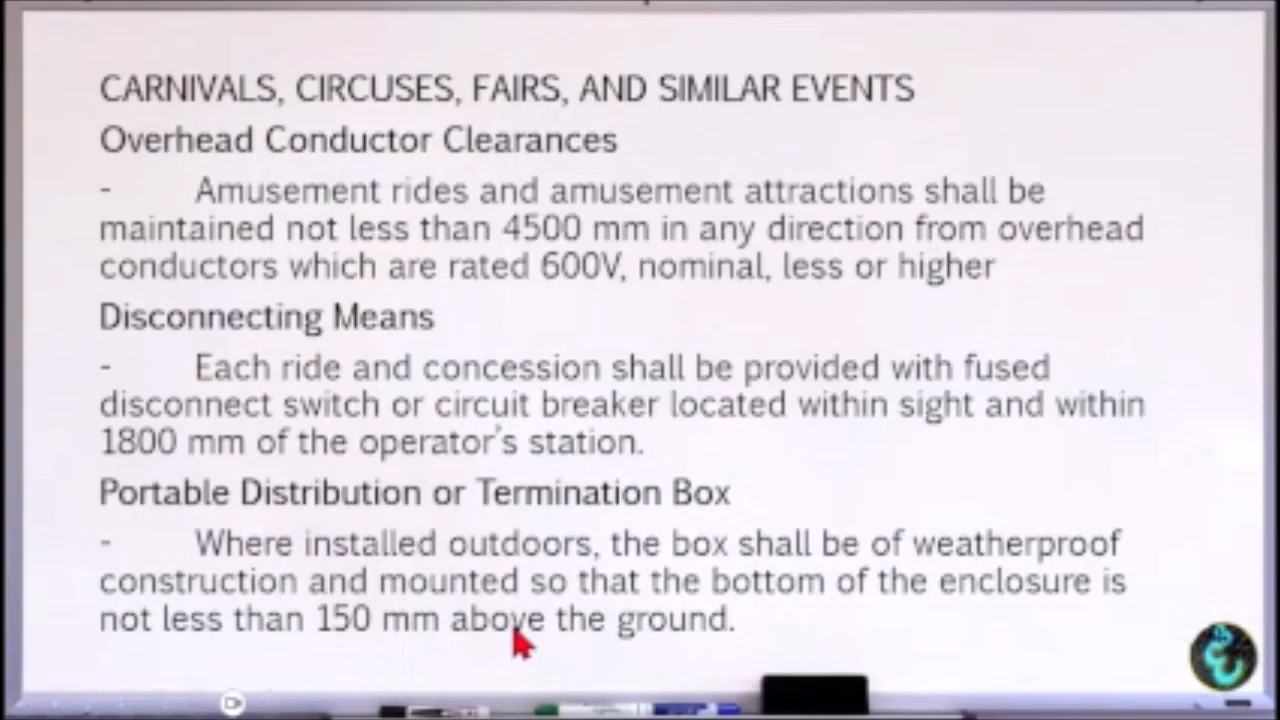 CARNIVALS, CIRCUSES, FAIRS, AND SIMILAR EVENTS
Overhead Conductor Clearances
- Amusement rides and amusement attractions shall be
maintained not less than 4500 mm in any direction from overhead
conductors which are rated 600V, nominal, less or higher
Disconnecting Means
- Each ride and concession shall be provided with fused
disconnect switch or circuit breaker located within sight and within
1800 mm of the operator's station.
Portable Distribution or Termination Box
- Where installed outdoors, the box shall be of weatherproof
construction and mounted so that the bottom of the enclosure is
not less than 150 mm above the ground.